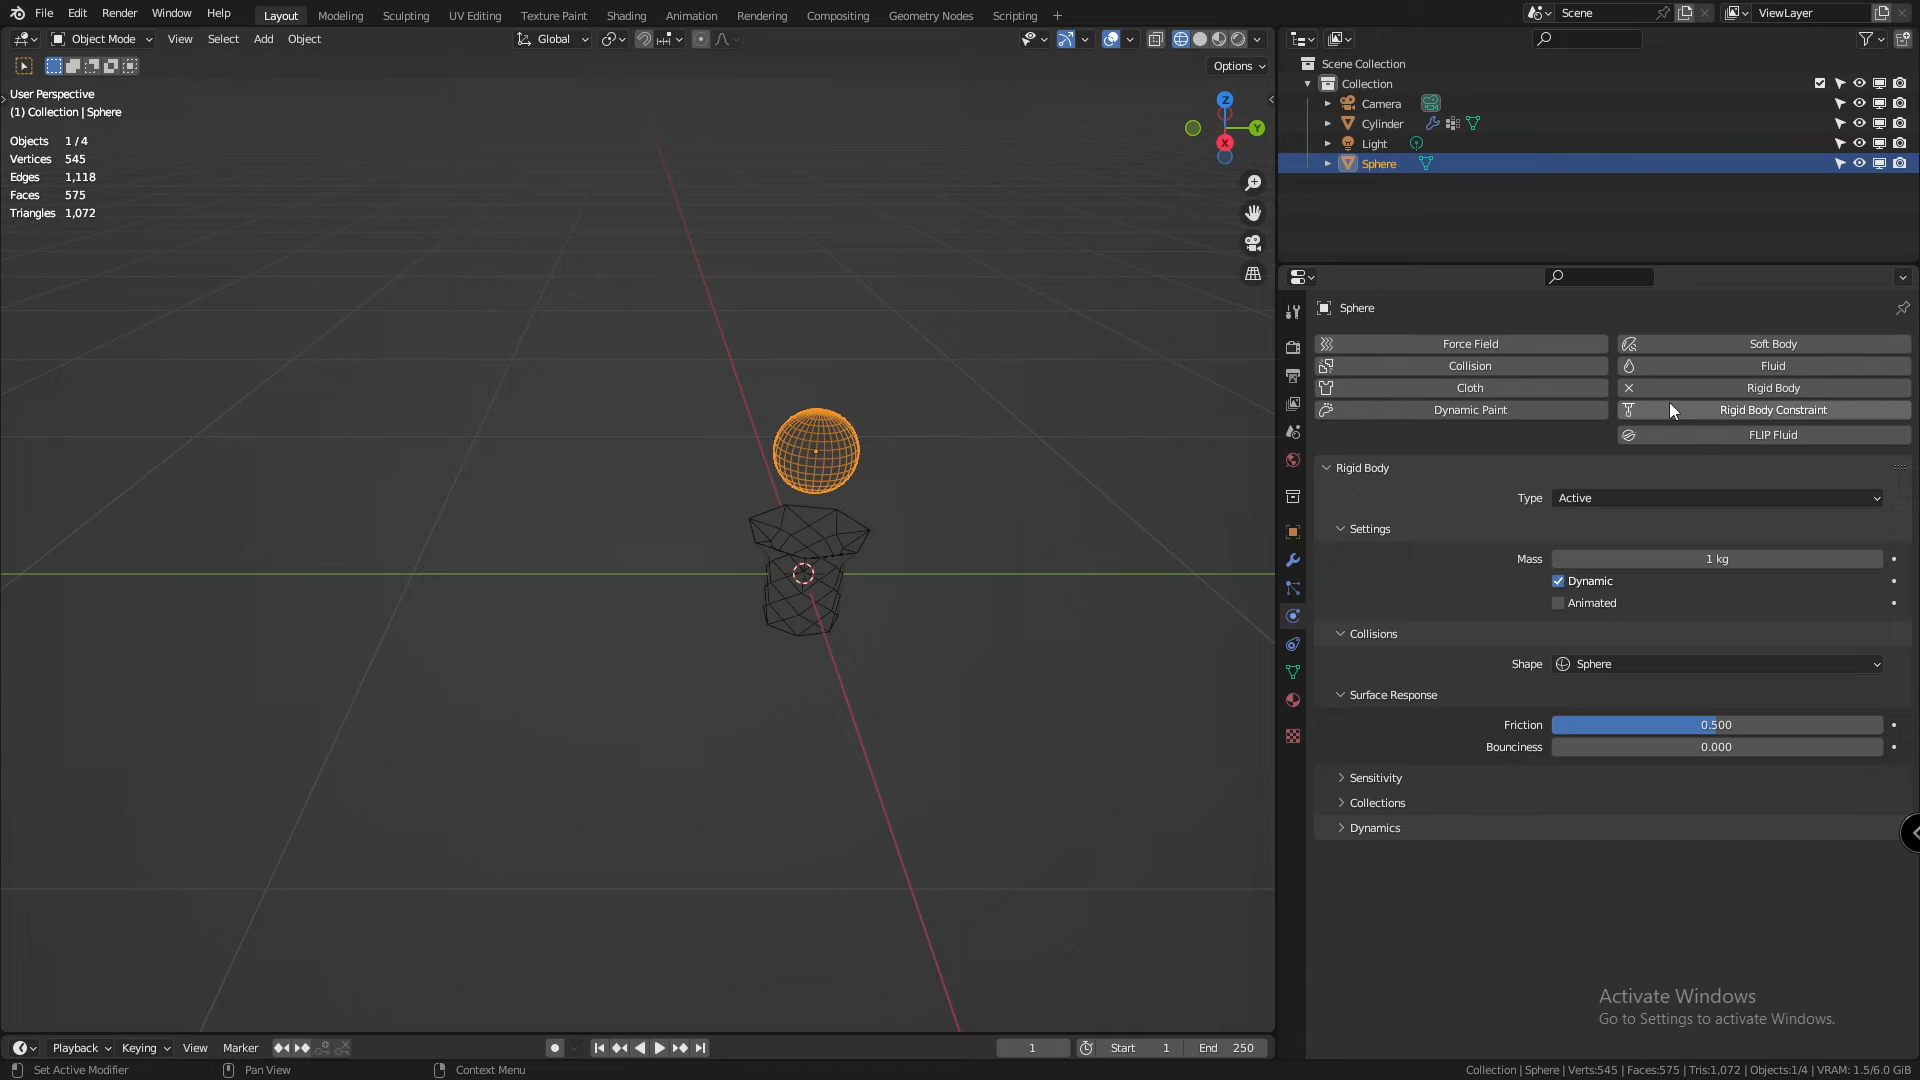 File Edit Render Window Help Layout Modeling Sculpting UV Editing Texture Paint Shading Animation Rendering Compositing Geometry Nodes Scripting Scene ViewLayer
Object Mode View Select Add Object Global
Options
User Perspective
(1) Collection | Sphere
Objects 1 / 4
Vertices 545
Edges 1,118
Faces 575
Triangles 1,072
Z
Y
X
Scene Collection
Collection
Camera
Cylinder
Light
Sphere
Sphere
Force Field Soft Body
Collision Fluid
Cloth Rigid Body
Dynamic Paint Rigid Body Constraint
FLIP Fluid
Rigid Body
Type Active
Settings
Mass 1 kg
Dynamic
Animated
Collisions
Shape Sphere
Surface Response
Friction 0.500
Bounciness 0.000
Sensitivity
Collections
Dynamics
Activate Windows
Go to Settings to activate Windows.
Playback Keying View Marker 1 Start 1 End 250
Set Active Modifier Pan View Context Menu Collection | Sphere | Verts:545 | Faces:575 | Tris:1,072 | Objects:1/4 | VRAM: 1.5/6.0 GiB